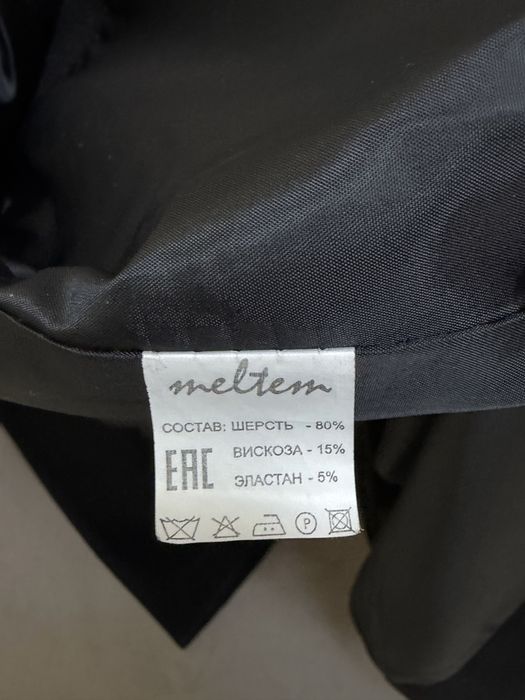 meltem
СОСТАВ: ШЕРСТЬ - 80%
ВИСКОЗА - 15%
ЭЛАСТАН - 5%
EAC
P